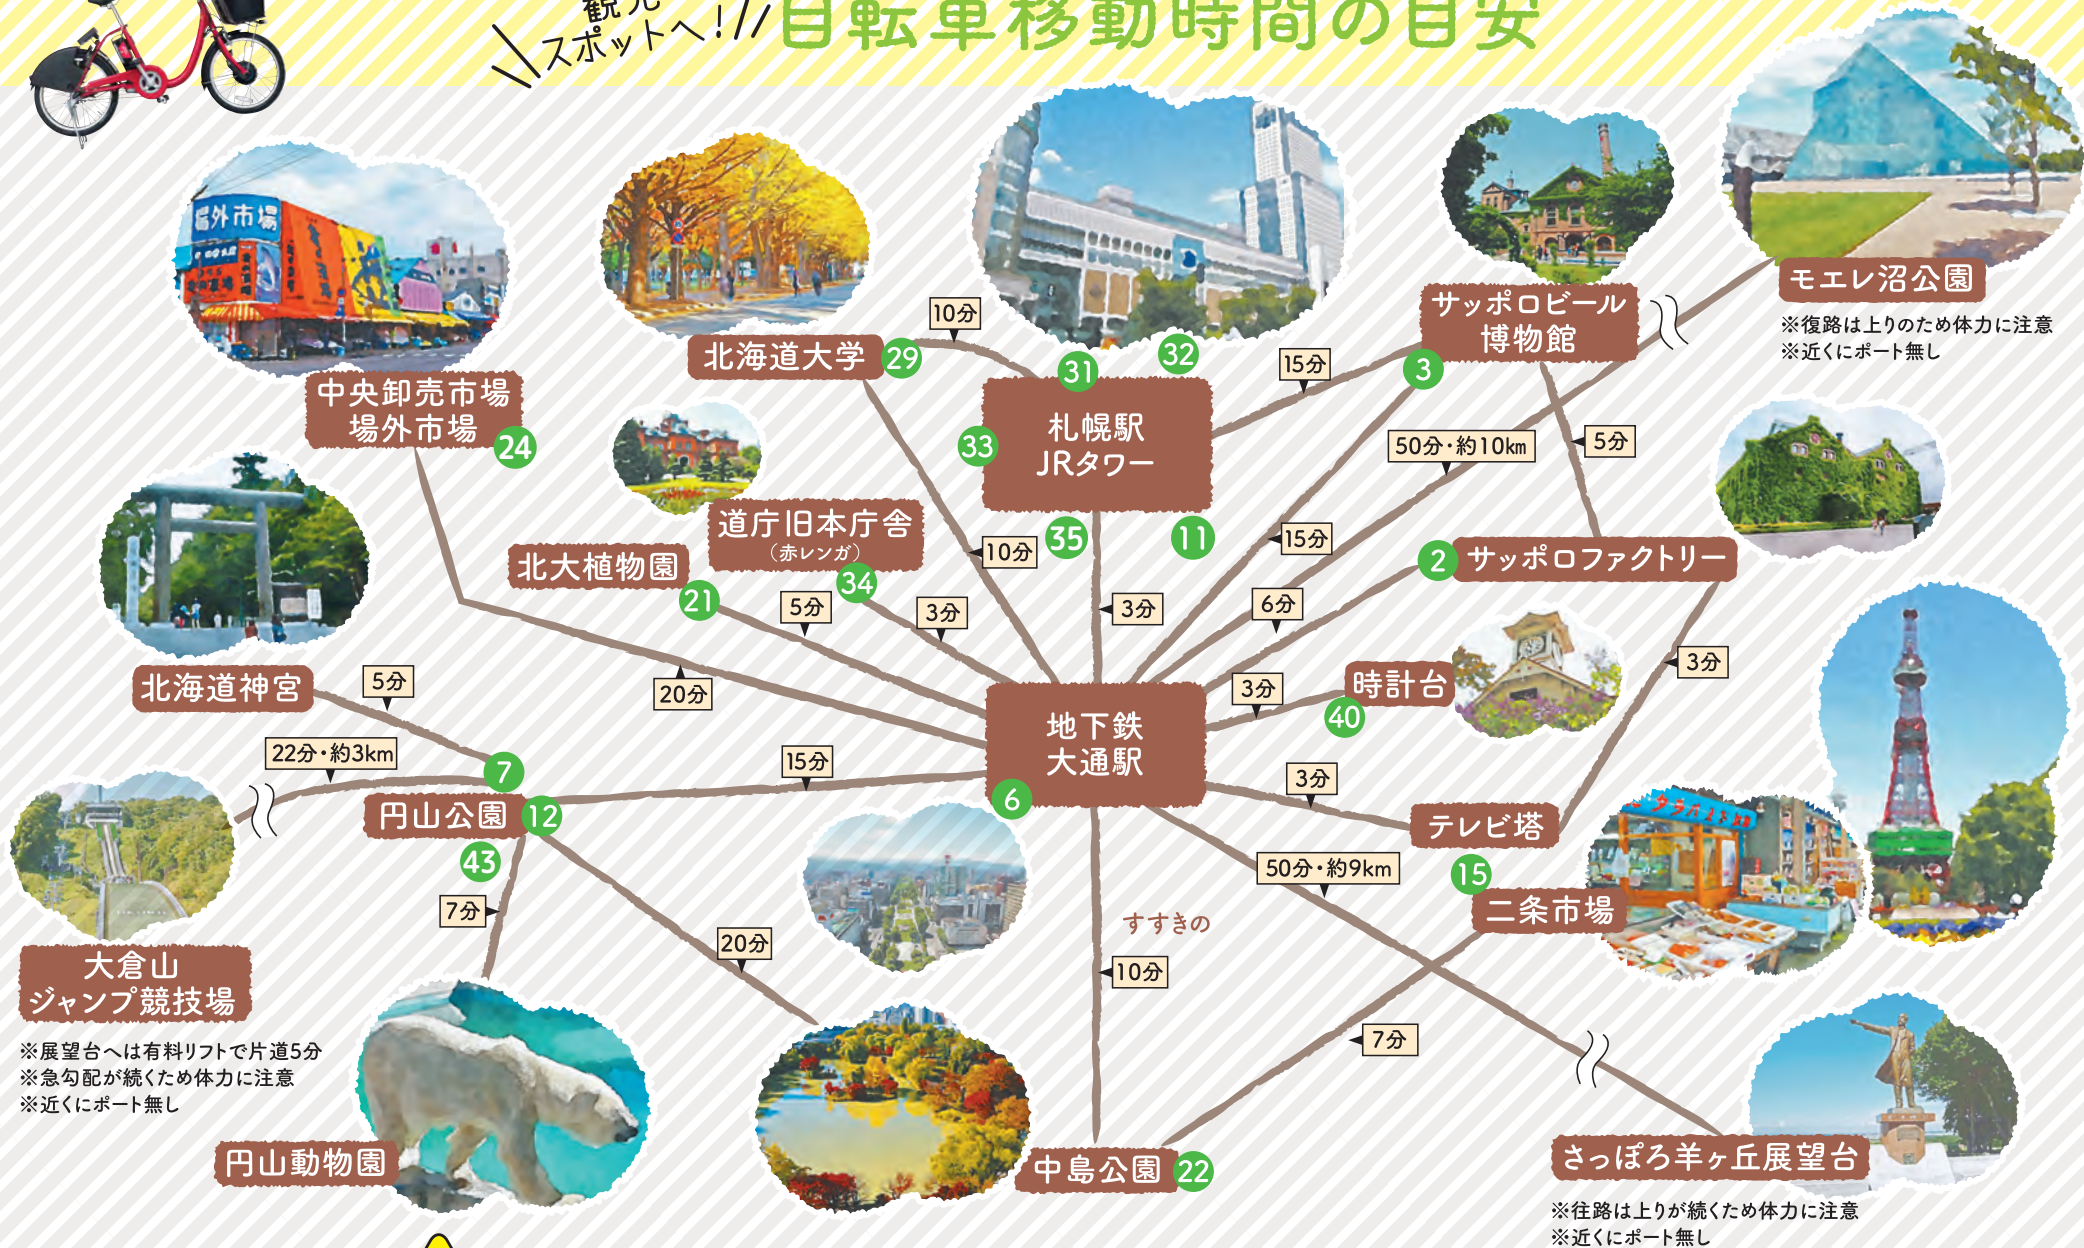 観光
スポットへ!
自転車移動時間の目安
場外市場
中央卸売市場
場外市場
24
北海道大学
29
10分
31
32
33
札幌駅
JRタワー
35
11
15分
サッポロビール
博物館
3
モエレ沼公園
※復路は上りのため体力に注意
※近くにポート無し
50分・約10km
5分
道庁旧本庁舎
(赤レンガ)
34
北大植物園
21
5分
3分
10分
3分
15分
6分
2
サッポロファクトリー
3分
北海道神宮
5分
20分
3分
時計台
40
22分・約3km
7
15分
地下鉄
大通駅
6
3分
テレビ塔
円山公園
12
43
7分
20分
50分・約9km
15
二条市場
すすきの
10分
7分
大倉山
ジャンプ競技場
※展望台へは有料リフトで片道5分
※急勾配が続くため体力に注意
※近くにポート無し
円山動物園
中島公園
22
さっぽろ羊ヶ丘展望台
※往路は上りが続くため体力に注意
※近くにポート無し